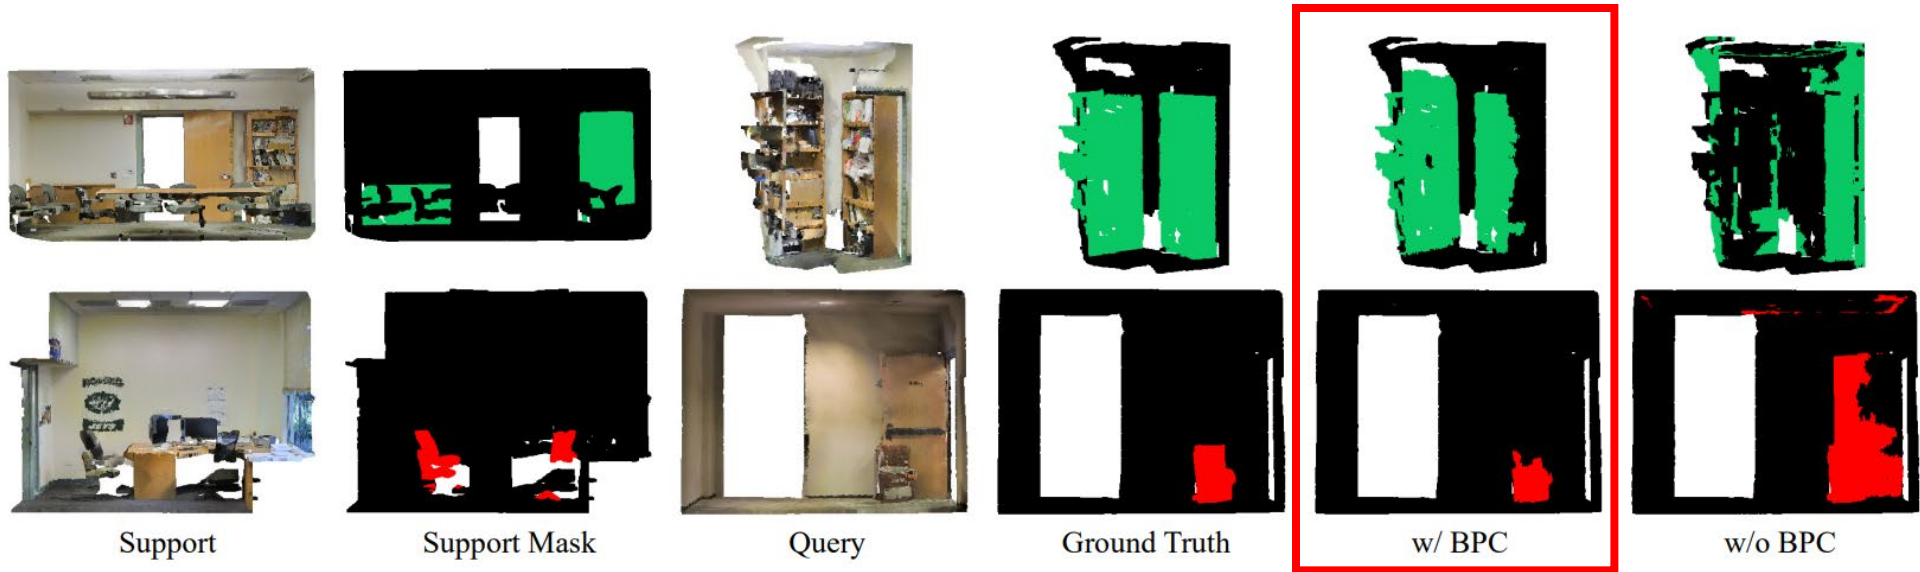 Support
Support Mask
Query
Ground Truth
w/ BPC
w/o BPC